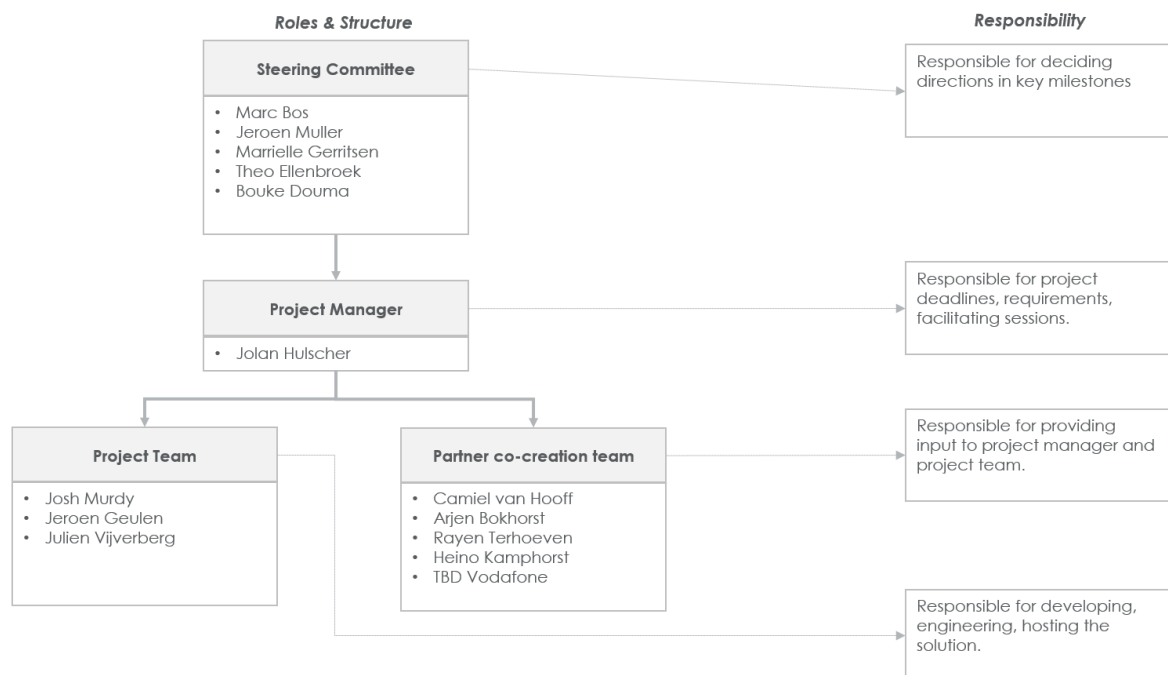 Roles & Structure
Responsibility
Steering Committee
• Marc Bos
• Jeroen Muller
• Marrielle Gerritsen
• Theo Ellenbroek
• Bouke Douma
Responsible for deciding
directions in key milestones
Project Manager
• Jolan Hulscher
Responsible for project
deadlines, requirements,
facilitating sessions.
Project Team
• Josh Murdy
• Jeroen Geulen
• Julien Vijverberg
Partner co-creation team
• Camiel van Hooff
• Arjen Bokhorst
• Rayen Terhoeven
• Heino Kamphorst
• TBD Vodafone
Responsible for providing
input to project manager and
project team.
Responsible for developing,
engineering, hosting the
solution.